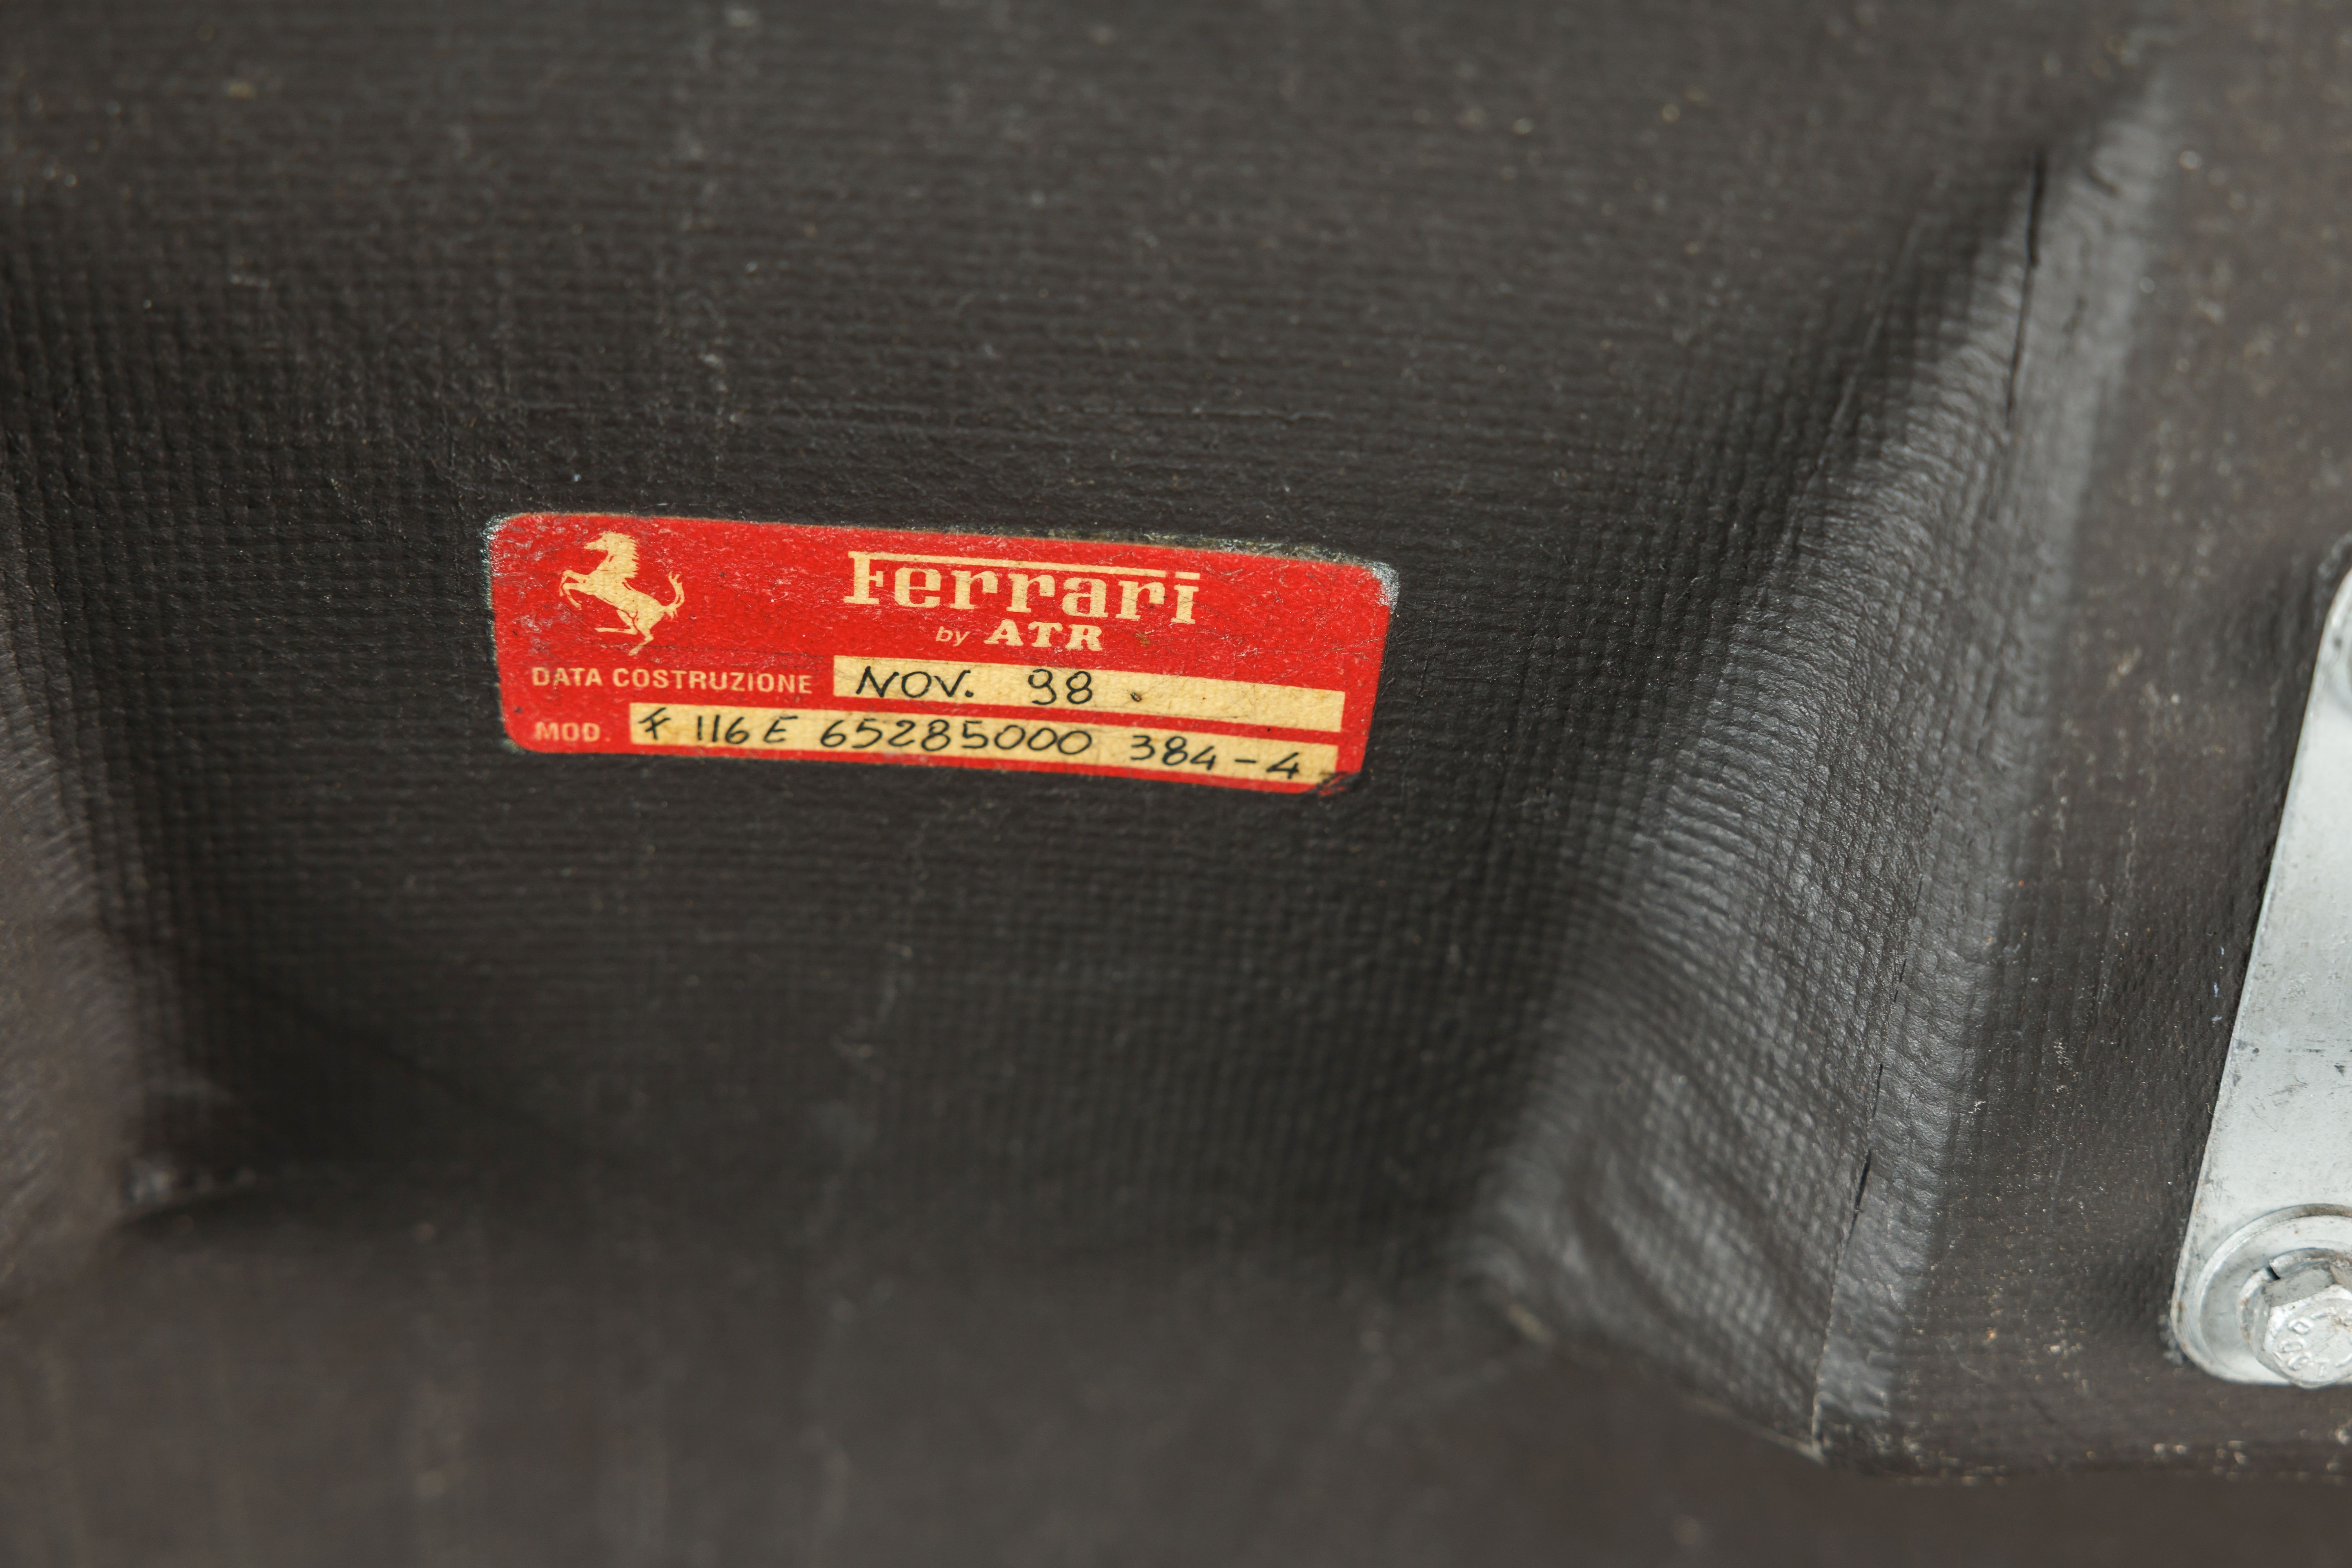 Ferrari
by ATR
DATA COSTRUZIONE NOV. 98.
MOD. F 116 E 65285000 384-4